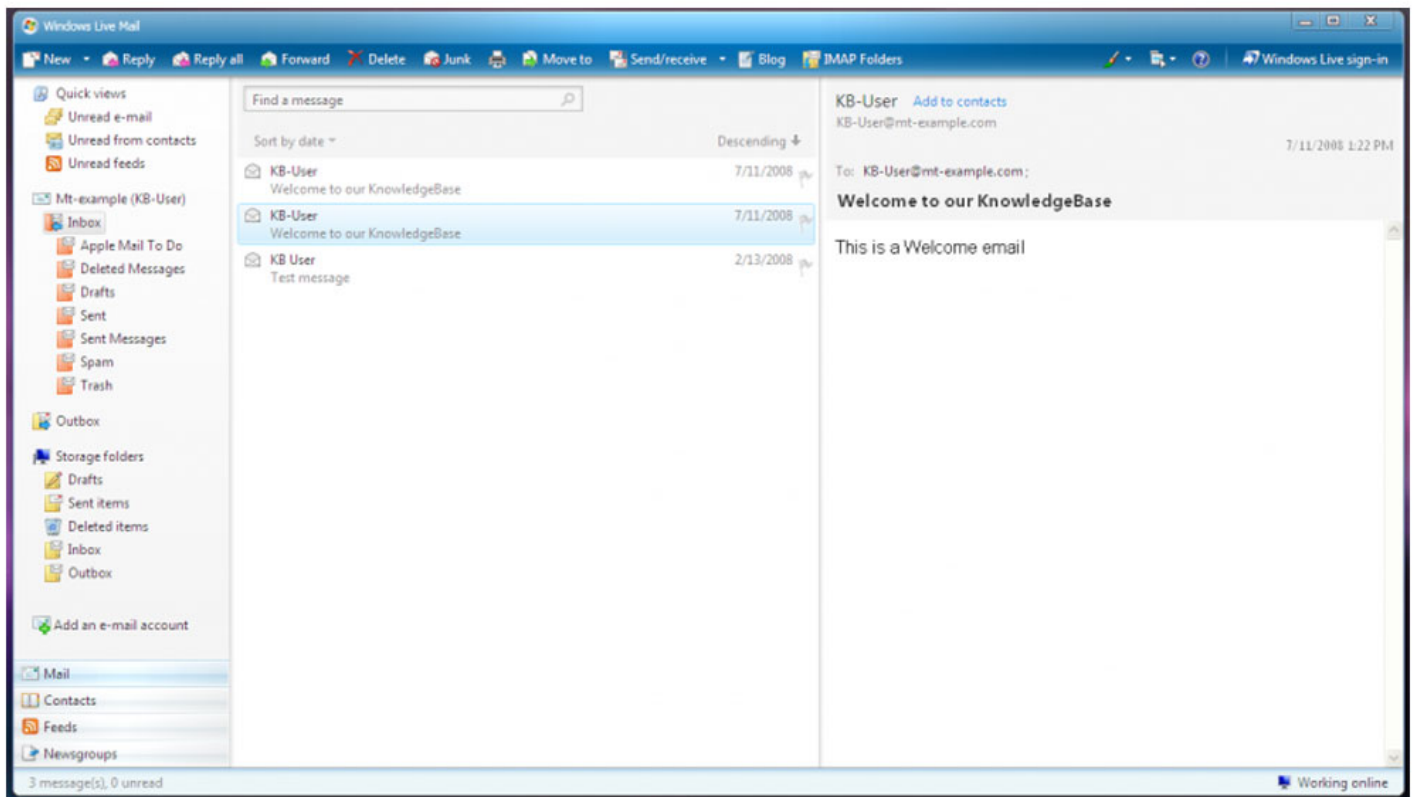 Windows Live Mail
New Reply Reply all Forward Delete Junk Move to Send/receive Blog IMAP Folders Windows Live sign-in
Quick views
Unread e-mail
Unread from contacts
Unread feeds
Mt-example (KB-User)
Inbox
Apple Mail To Do
Deleted Messages
Drafts
Sent
Sent Messages
Spam
Trash
Outbox
Storage folders
Drafts
Sent items
Deleted items
Inbox
Outbox
Add an e-mail account
Mail
Contacts
Feeds
Newsgroups
Find a message
Sort by date Descending
KB-User 7/11/2008
Welcome to our KnowledgeBase
KB-User 7/11/2008
Welcome to our KnowledgeBase
KB User 2/13/2008
Test message
KB-User Add to contacts
KB-User@mt-example.com
7/11/2008 1:22 PM
To: KB-User@mt-example.com;
Welcome to our KnowledgeBase
This is a Welcome email
3 message(s), 0 unread
Working online